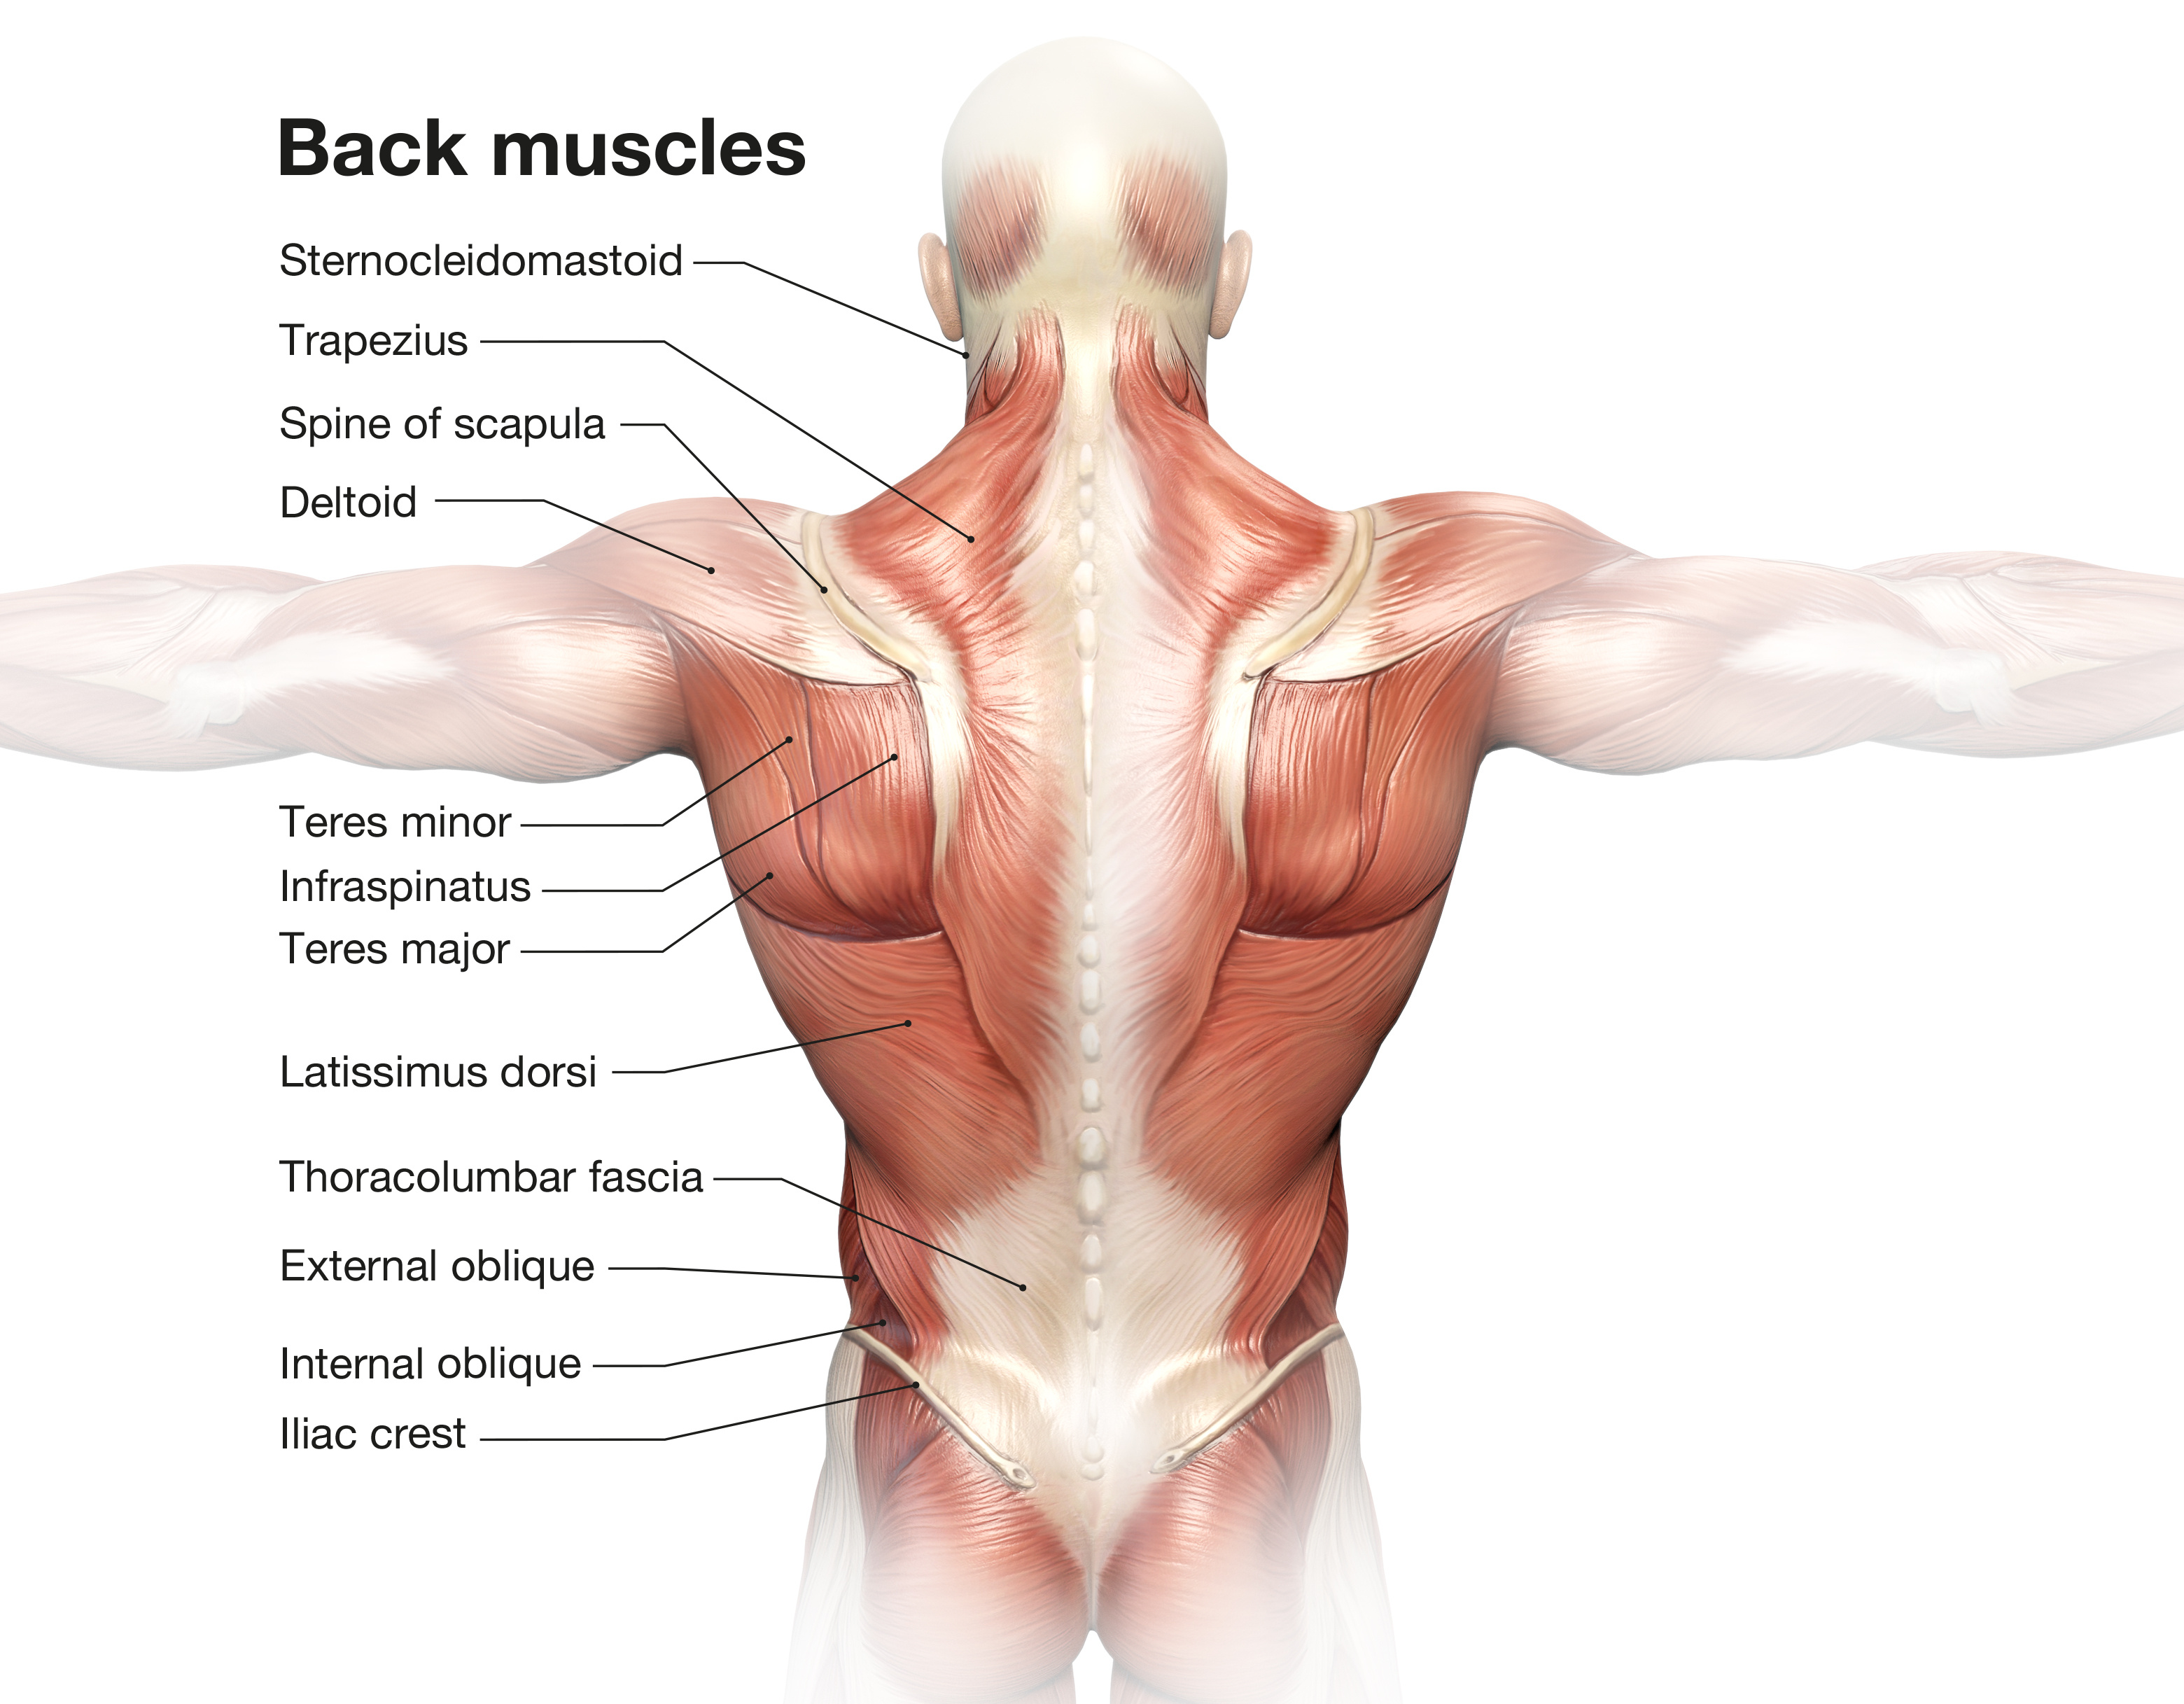 Back muscles
Sternocleidomastoid
Trapezius
Spine of scapula
Deltoid
Teres minor
Infraspinatus
Teres major
Latissimus dorsi
Thoracolumbar fascia
External oblique
Internal oblique
Iliac crest